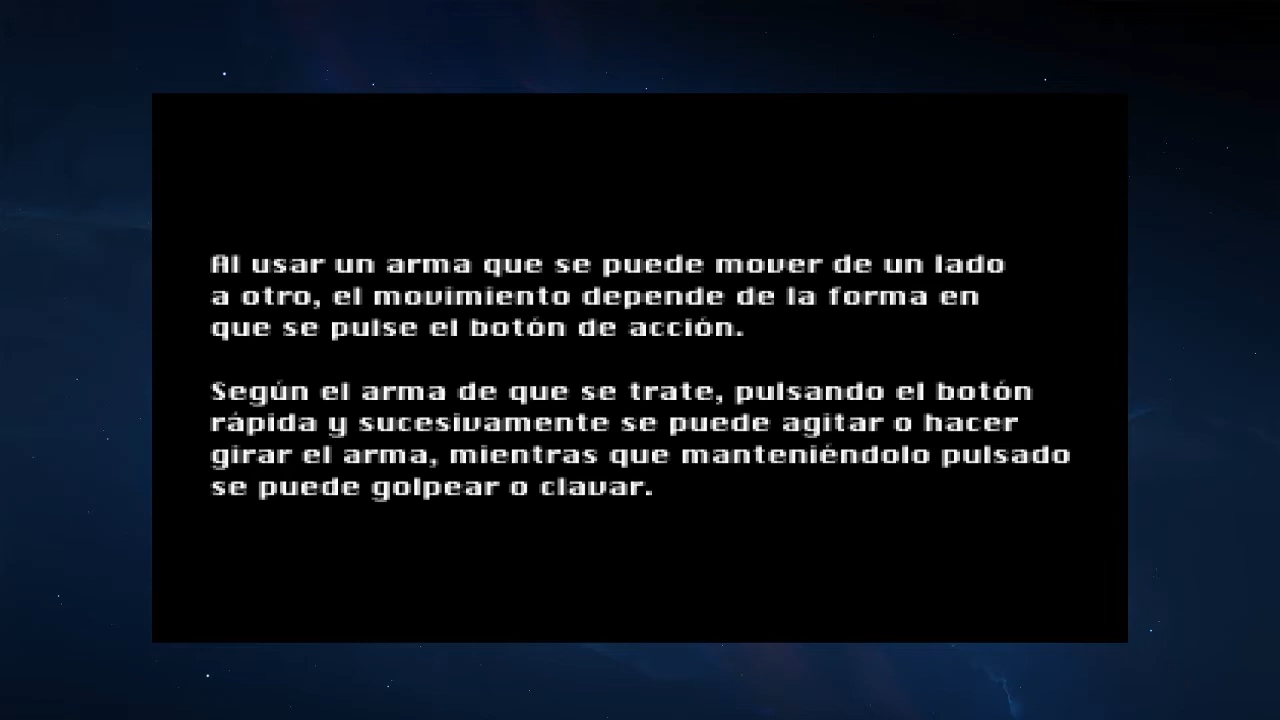 Al usar un arma que se puede mover de un lado
a otro, el movimiento depende de la forma en
que se pulse el botón de acción.
Según el arma de que se trate, pulsando el botón
rápida y sucesivamente se puede agitar o hacer
girar el arma, mientras que manteniéndolo pulsado
se puede golpear o clavar.